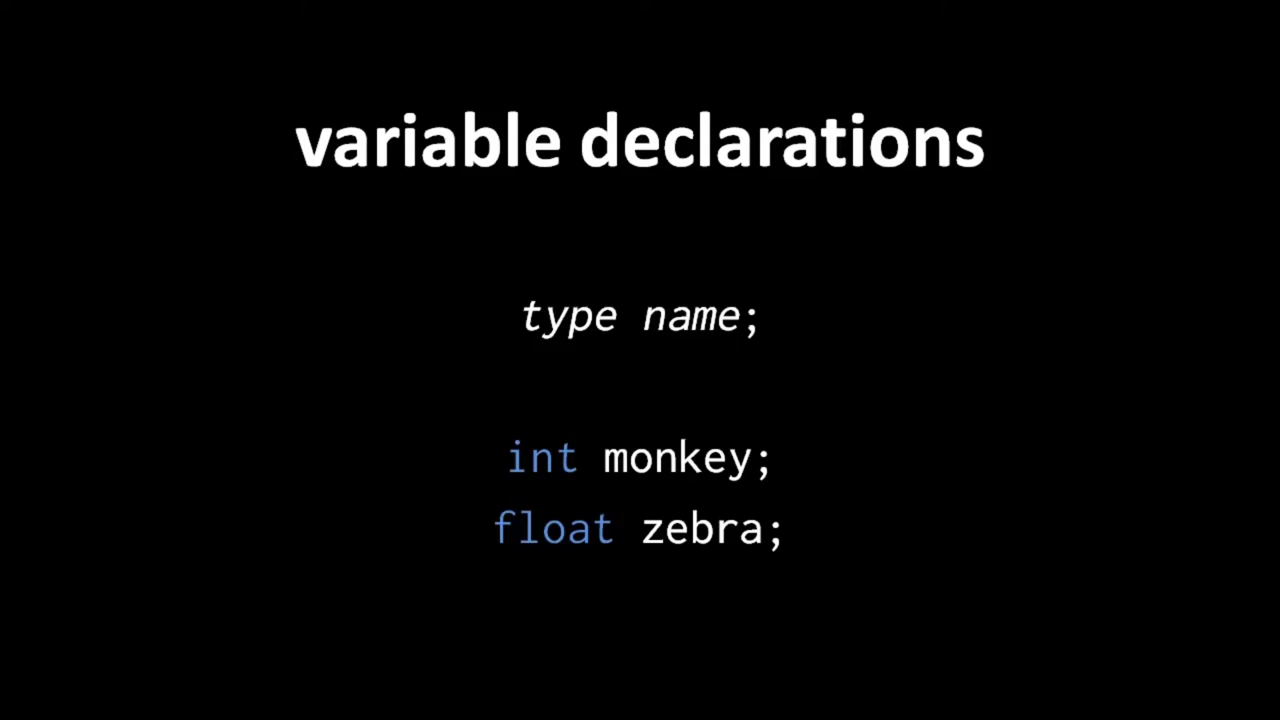 variable declarations
type name;
int monkey;
float zebra;